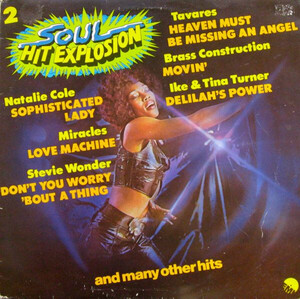 2
SOUL
HIT EXPLOSION
Tavares
HEAVEN MUST
BE MISSING AN ANGEL
Brass Construction
MOVIN'
Ike & Tina Turner
DELILAH'S POWER
Natalie Cole
SOPHISTICATED
LADY
Miracles
LOVE MACHINE
Stevie Wonder
DON'T YOU WORRY
'BOUT A THING
and many other hits